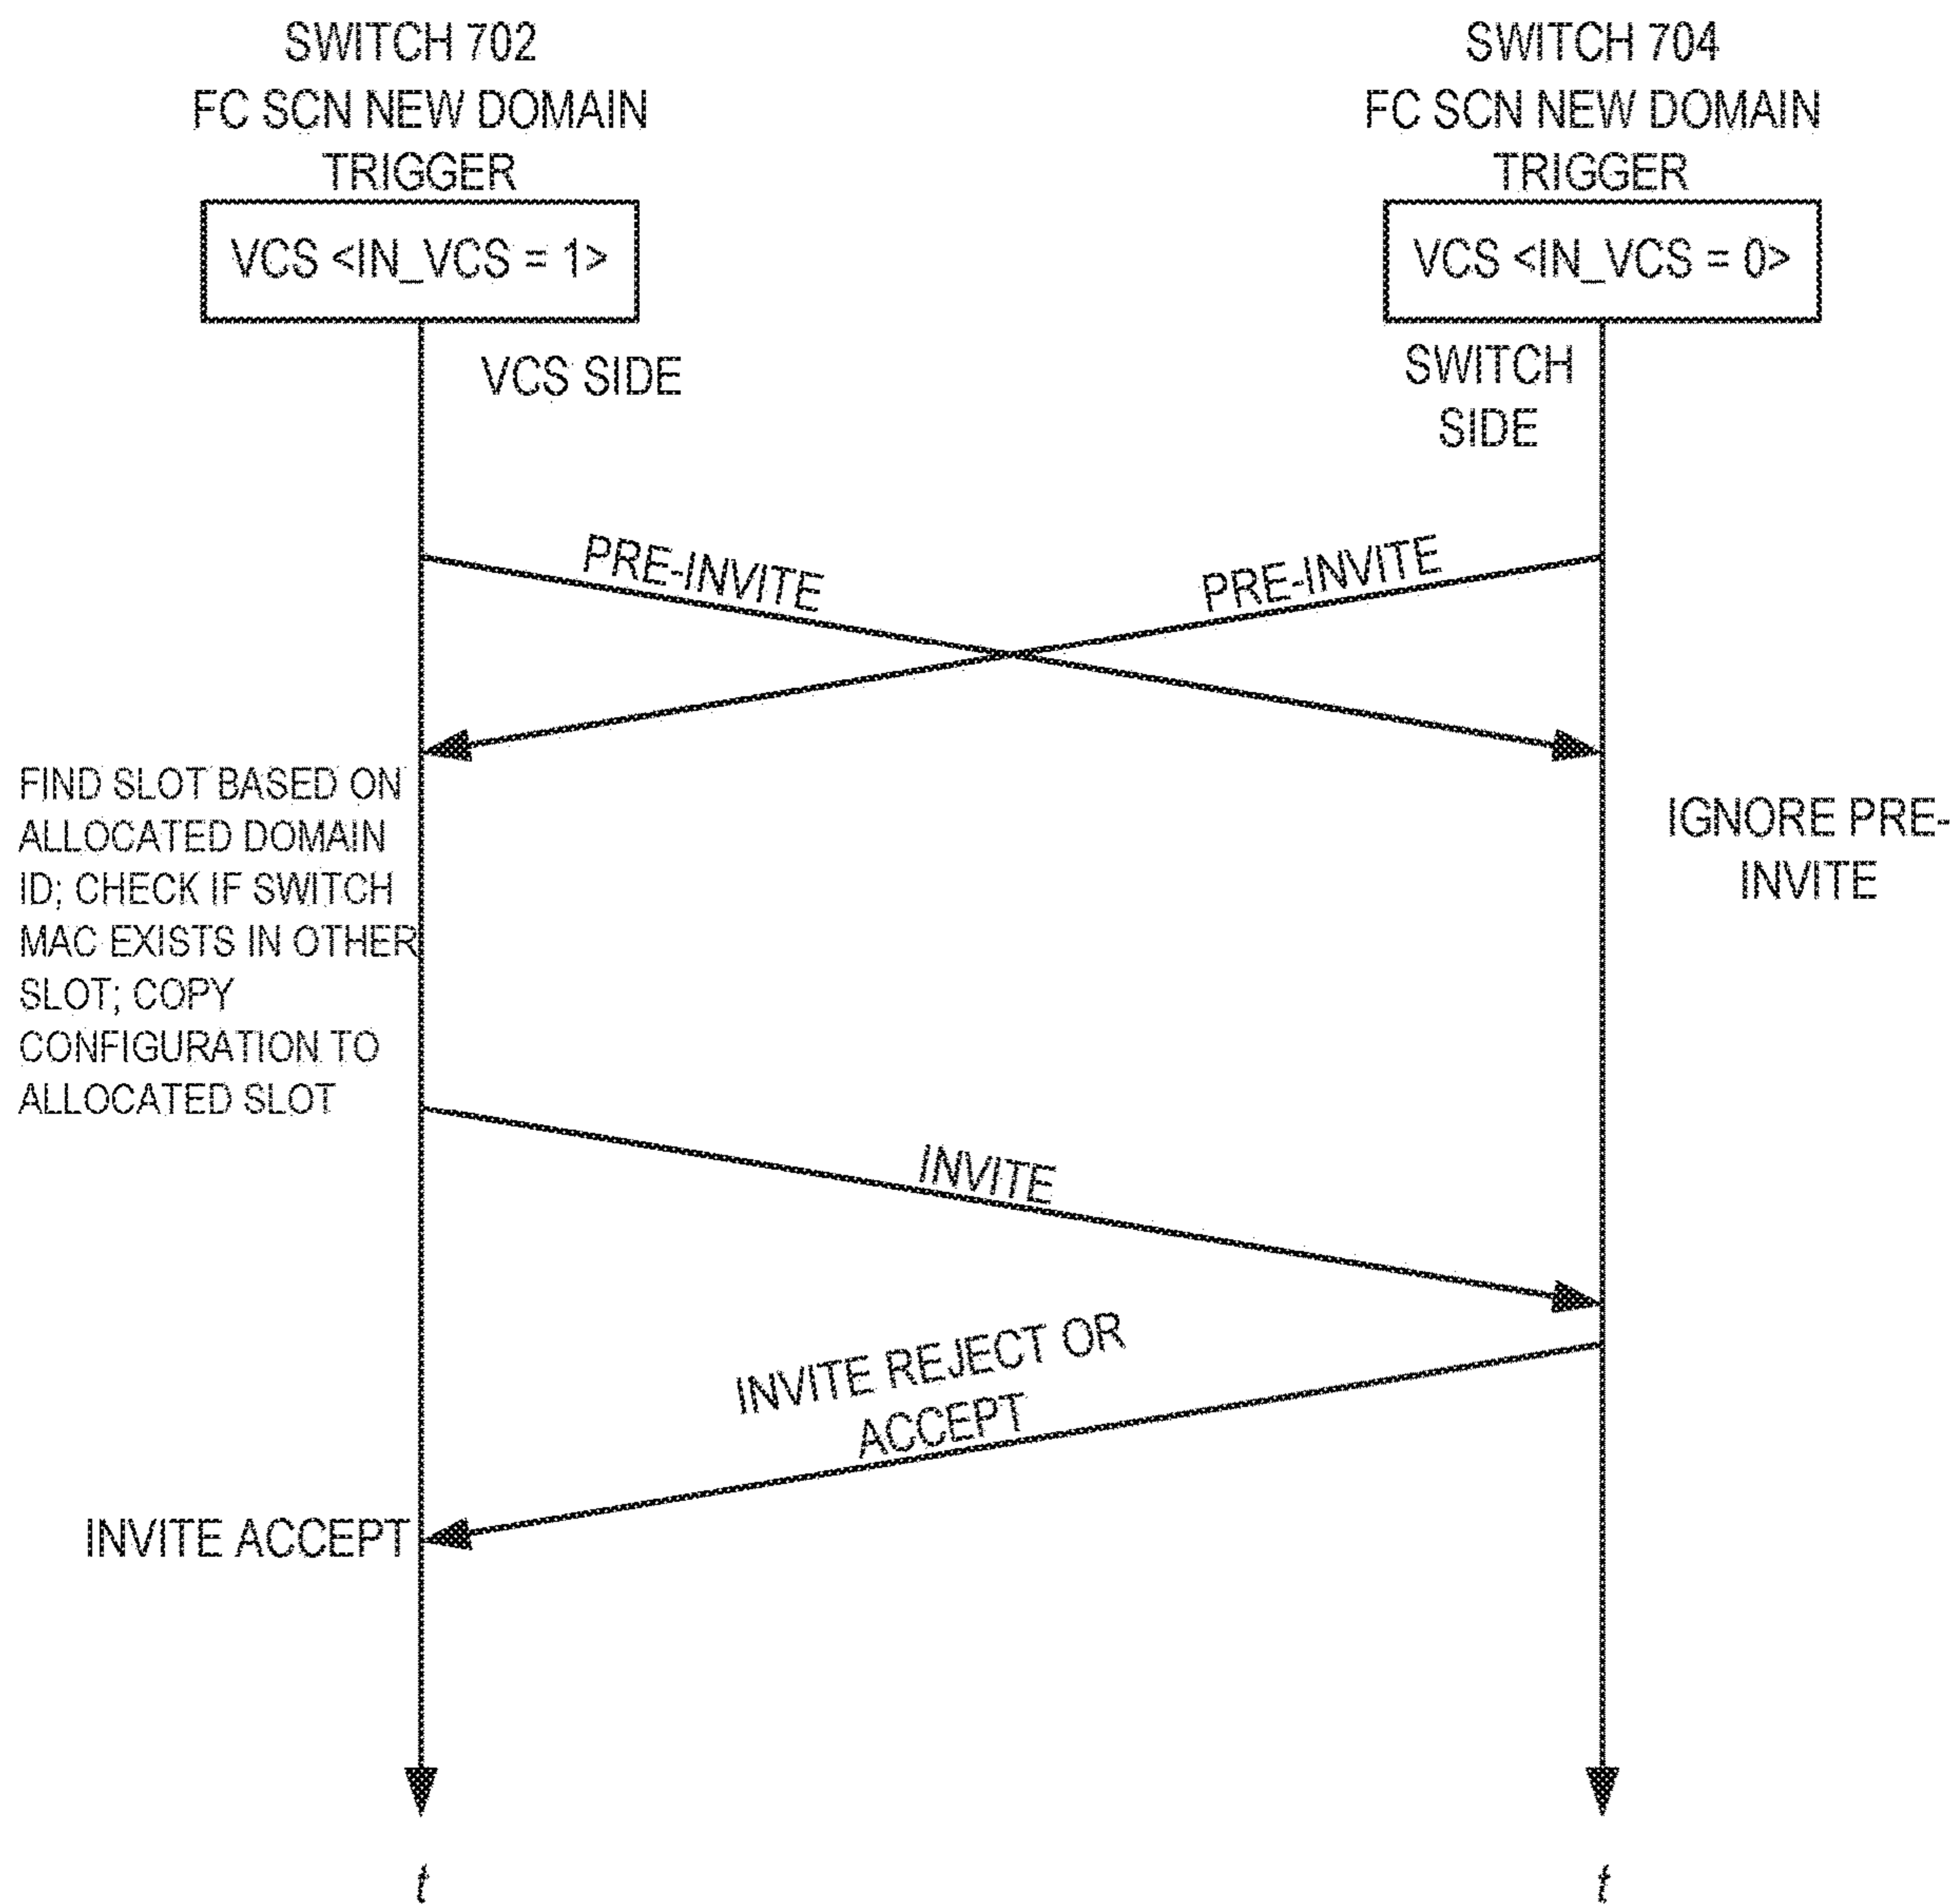 SWITCH 702
FC SCN NEW DOMAIN
TRIGGER
VCS <IN_VCS = 1>
VCS SIDE
SWITCH 704
FC SCN NEW DOMAIN
TRIGGER
VCS <IN_VCS = 0>
SWITCH
SIDE
PRE-INVITE
PRE-INVITE
FIND SLOT BASED ON
ALLOCATED DOMAIN
ID; CHECK IF SWITCH
MAC EXISTS IN OTHER
SLOT; COPY
CONFIGURATION TO
ALLOCATED SLOT
IGNORE PRE-
INVITE
INVITE
INVITE REJECT OR
ACCEPT
INVITE ACCEPT
t
t